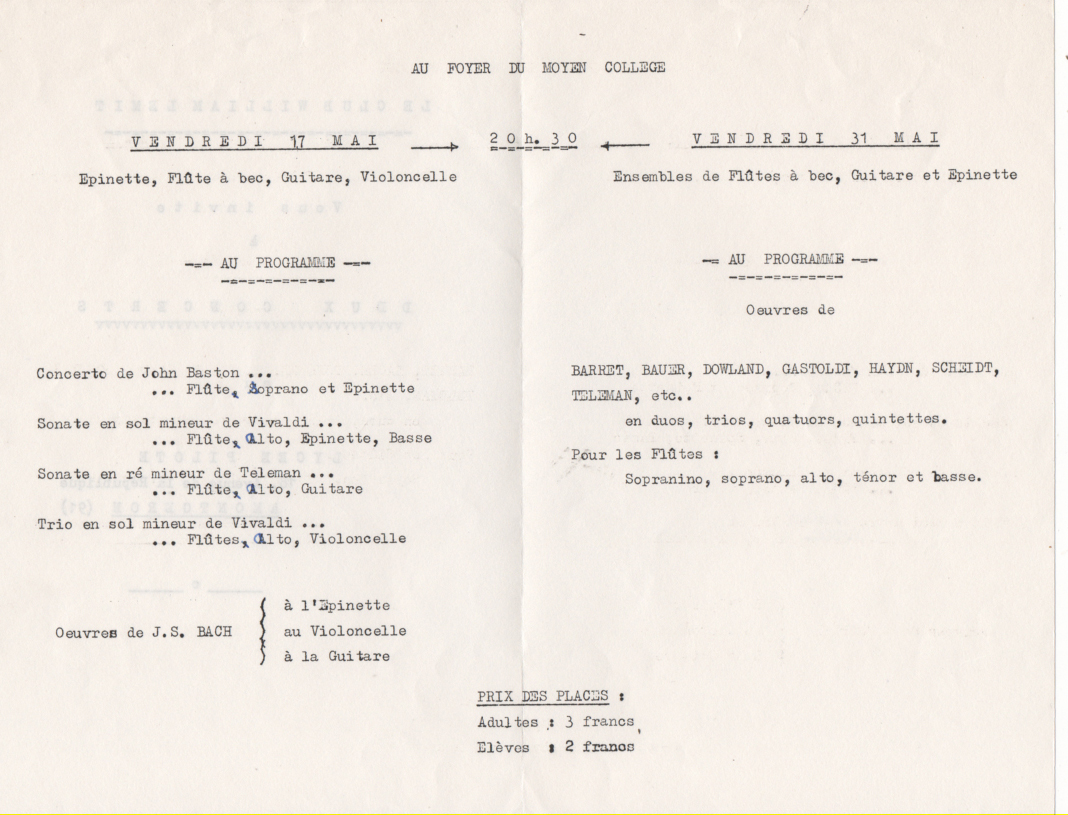 AU FOYER DU MOYEN COLLEGE
VENDREDI 17 MAI
20h.30
VENDREDI 31 MAI
Epinette, Flûte à bec, Guitare, Violoncelle
-=- AU PROGRAMME -=-
Concerto de John Baston ...
... Flûte, Soprano et Epinette
Sonate en sol mineur de Vivaldi ...
... Flûte, Alto, Epinette, Basse
Sonate en ré mineur de Teleman ...
... Flûte, Alto, Guitare
Trio en sol mineur de Vivaldi ...
... Flûtes, Alto, Violoncelle
Oeuvres de J.S. BACH
à l'Epinette
au Violoncelle
à la Guitare
Ensembles de Flûtes à bec, Guitare et Epinette
-= AU PROGRAMME -=-
Oeuvres de
BARRET, BAUER, DOWLAND, GASTOLDI, HAYDN, SCHEIDT,
TELEMAN, etc..
en duos, trios, quatuors, quintettes.
Pour les Flûtes :
Sopranino, soprano, alto, ténor et basse.
PRIX DES PLACES :
Adultes : 3 francs,
Elèves : 2 francs